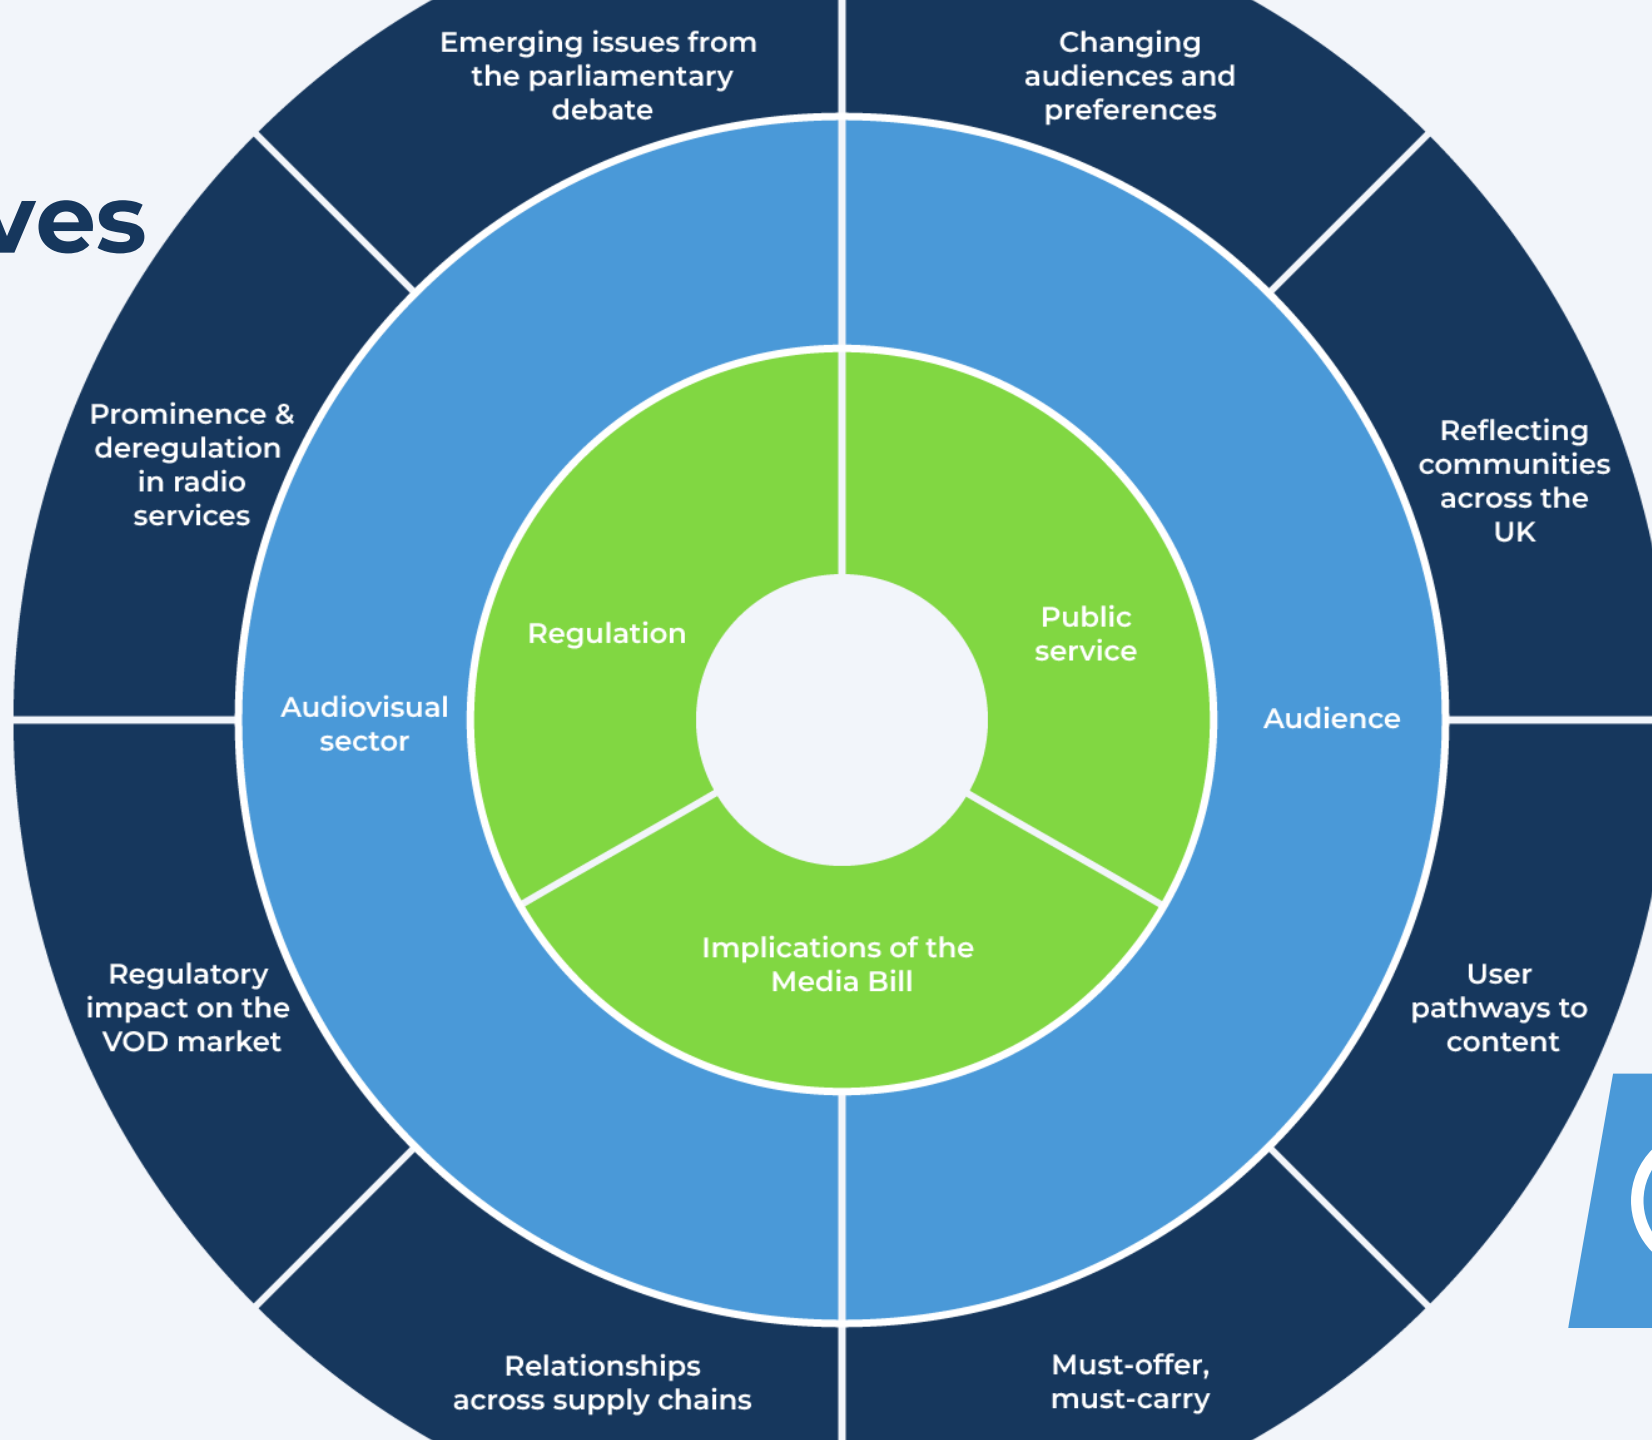 Emerging issues from
the parliamentary
debate
Changing
audiences and
preferences
ves
Prominence &
deregulation
in radio
services
Reflecting
communities
across the
UK
Regulation
Public
service
Audiovisual
sector
Audience
Implications of the
Media Bill
Regulatory
impact on the
VOD market
User
pathways to
content
Relationships
across supply chains
Must-offer,
must-carry